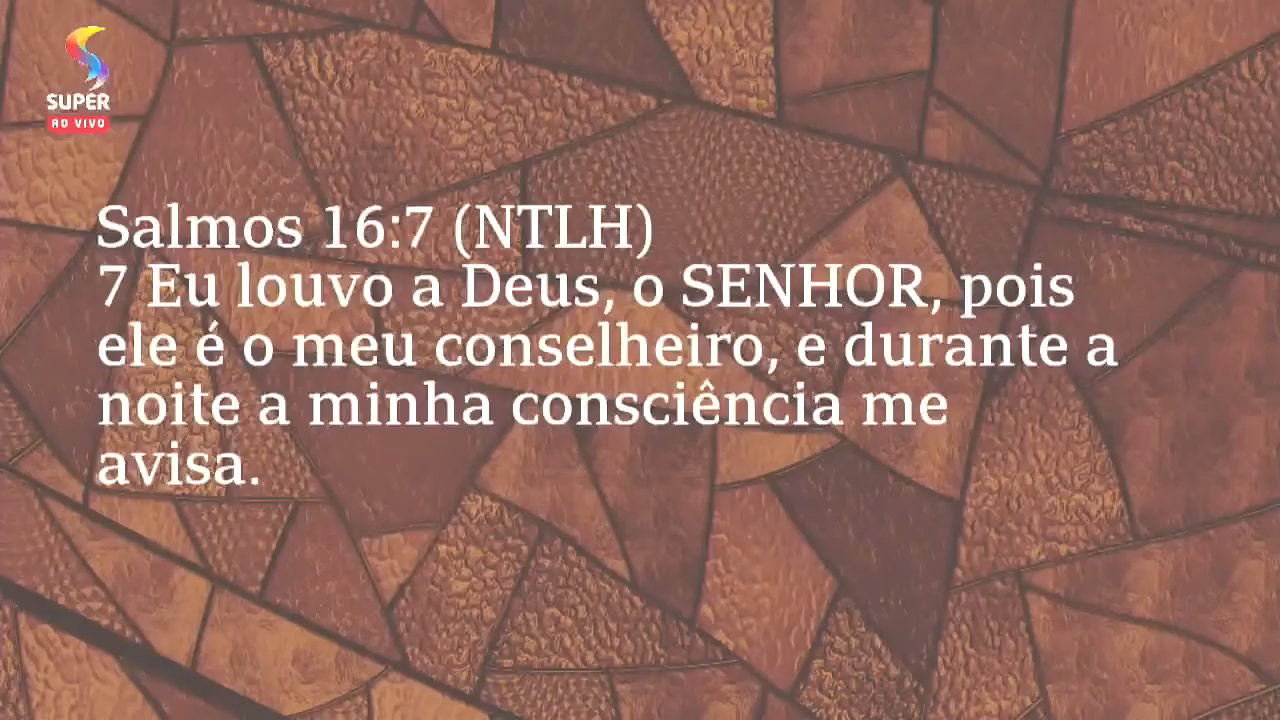 SUPER
AO VIVO
Salmos 16:7 (NTLH)
7 Eu louvo a Deus, o SENHOR, pois
ele é o meu conselheiro, e durante a
noite a minha consciência me
avisa.